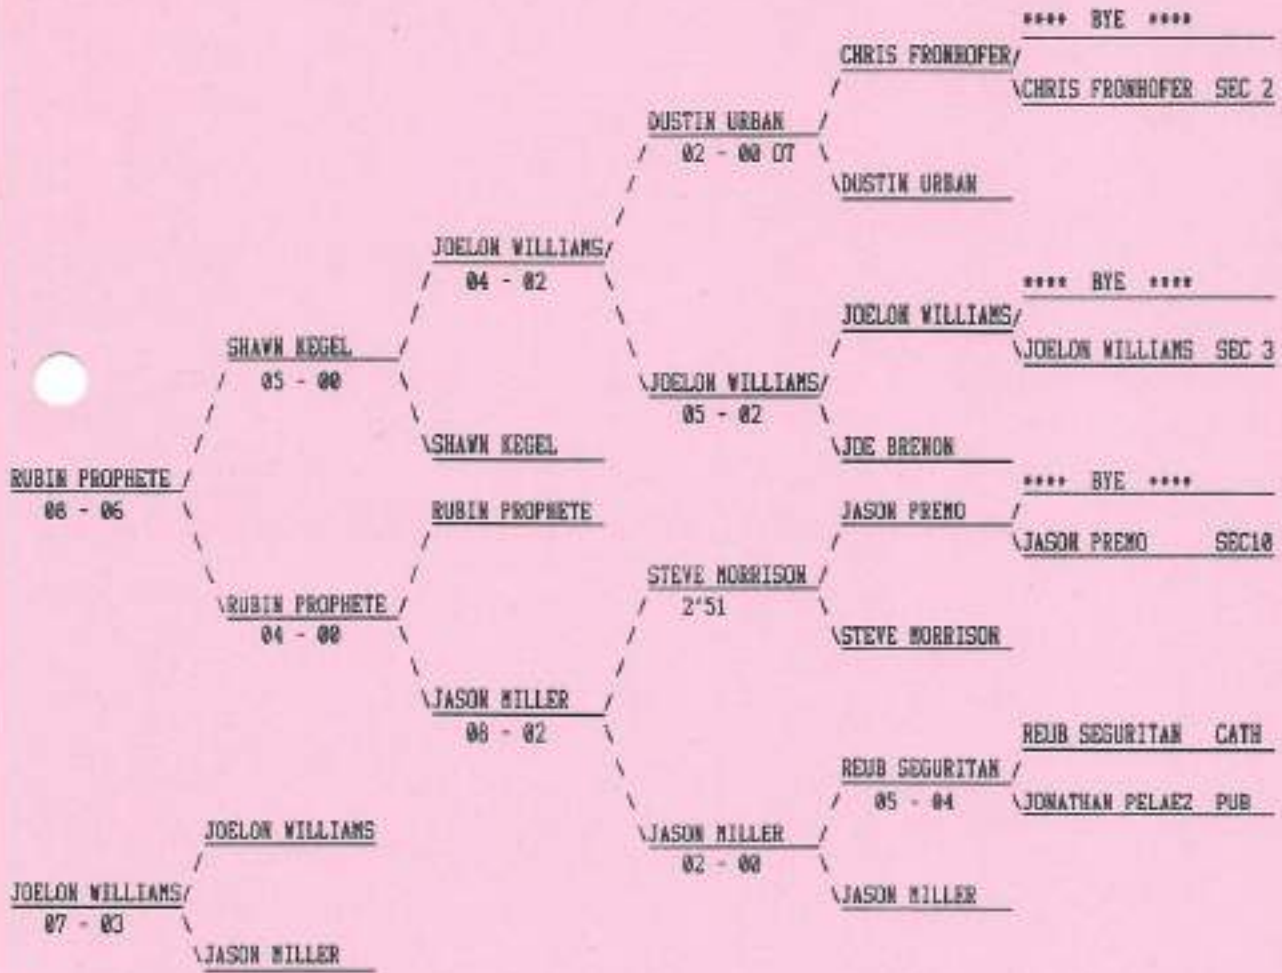 **** BYE ****
CHRIS FRONHOFER
CHRIS FRONHOFER SEC 2
DUSTIN URBAN
02 - 00 OT
DUSTIN URBAN
JOELON WILLIAMS
04 - 02
**** BYE ****
JOELON WILLIAMS
JOELON WILLIAMS SEC 3
SHAWN KEGEL
05 - 00
JOELON WILLIAMS
05 - 02
SHAWN KEGEL
JOE BRENON
RUBIN PROPHETE
08 - 06
**** BYE ****
RUBIN PROPHETE
JASON PREMO
JASON PREMO SEC10
STEVE MORRISON
2'51
RUBIN PROPHETE
04 - 00
STEVE MORRISON
JASON MILLER
08 - 02
REUB SEGURITAN CATH
REUB SEGURITAN
05 - 04
JONATHAN PELAEZ PUB
JOELON WILLIAMS
JASON MILLER
02 - 00
JOELON WILLIAMS
07 - 03
JASON MILLER
JASON MILLER